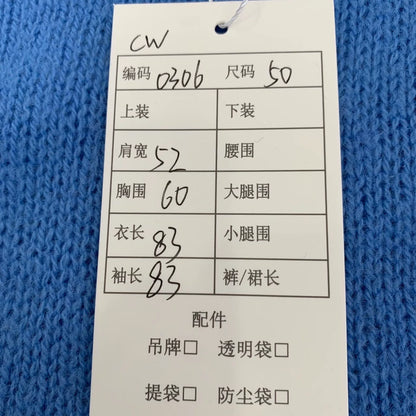 CW
编码 0306 尺码 50
上装 下装
肩宽 52 腰围
胸围 60 大腿围
衣长 83 小腿围
袖长 83 裤/裙长
配件
吊牌□ 透明袋□
提袋□ 防尘袋□